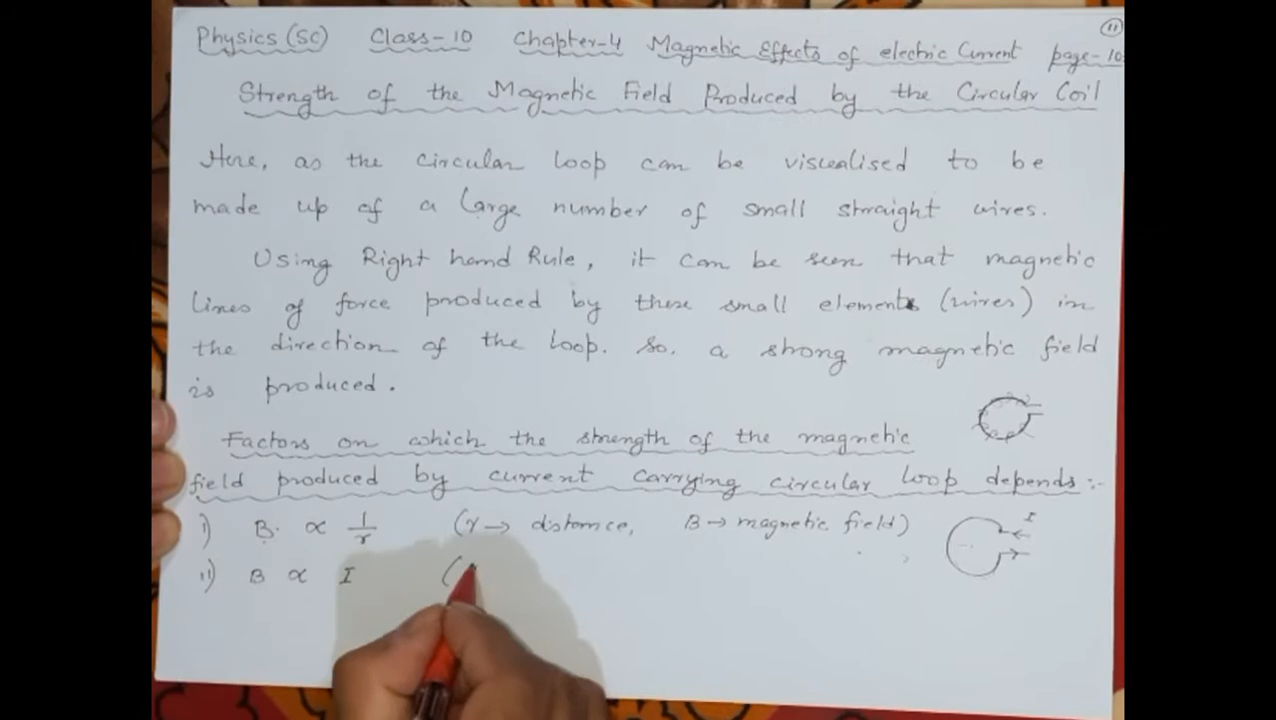 11
Physics (SC) Class-10 Chapter-4 Magnetic Effects of electric Current page-10
Strength of the Magnetic Field Produced by the Circular Coil
Here, as the circular loop can be viscealised to be
made up of a large number of small straight wires.
Using Right hand Rule, it can be seen that magnetic
lines of force produced by these small elements (wires) in
the direction of the loop. So, a strong magnetic field
is produced.
Factors on which the strength of the magnetic
field produced by current carrying circular loop depends:-
i) B ∝ 1/r (r → distance, B → magnetic field)
I
ii) B ∝ I (